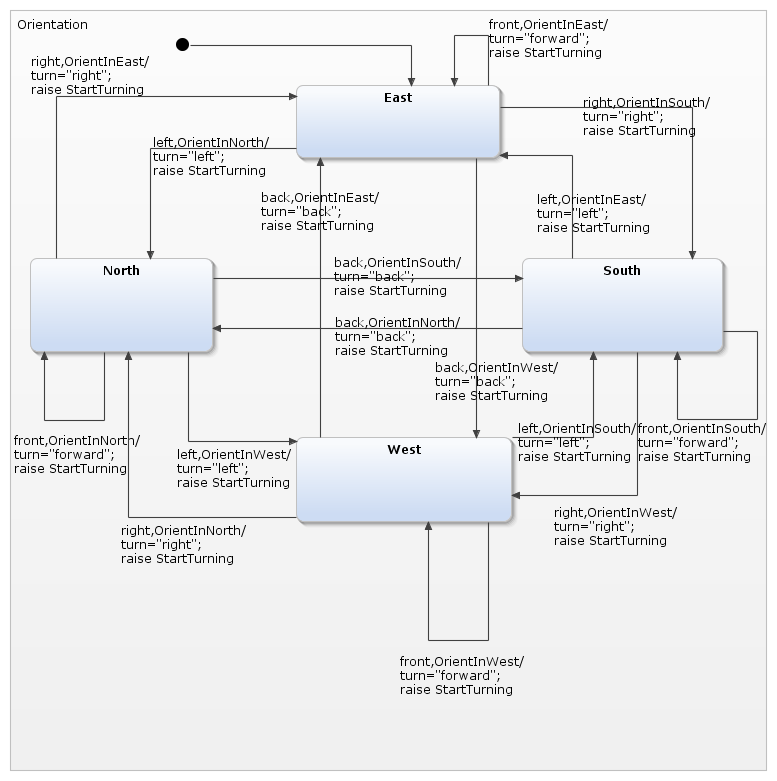 Orientation
front,OrientInEast/
turn="forward";
raise StartTurning
right,OrientInEast/
turn="right";
raise StartTurning
East
right,OrientInSouth/
turn="right";
raise StartTurning
left,OrientInNorth/
turn="left";
raise StartTurning
back,OrientInEast/
turn="back";
raise StartTurning
left,OrientInEast/
turn="left";
raise StartTurning
North
back,OrientInSouth/
turn="back";
raise StartTurning
South
back,OrientInNorth/
turn="back";
raise StartTurning
back,OrientInWest/
turn="back";
raise StartTurning
front,OrientInNorth/
turn="forward";
raise StartTurning
left,OrientInWest/
turn="left";
raise StartTurning
West
left,OrientInSouth/
turn="left";
raise StartTurning
front,OrientInSouth/
turn="forward";
raise StartTurning
right,OrientInNorth/
turn="right";
raise StartTurning
right,OrientInWest/
turn="right";
raise StartTurning
front,OrientInWest/
turn="forward";
raise StartTurning